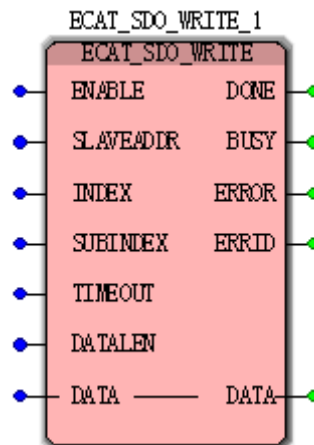 ECAT_SDO_WRITE_1
ECAT_SDO_WRITE
ENABLE DONE
SLAVEADDR BUSY
INDEX ERROR
SUBINDEX ERRID
TIMEOUT
DATALEN
DATA DATA